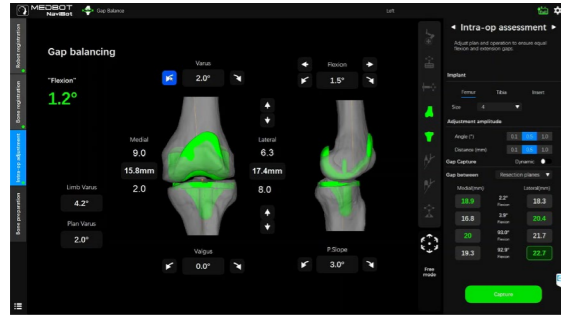 MEDBOT
NaviBot
Gap Balance
Left
Robot registration
Bone registration
Intra-op adjustment
Bone preparation
Gap balancing
"Flexion"
1.2°
Varus
2.0°
Flexion
1.5°
Medial
9.0
15.8mm
2.0
Lateral
6.3
17.4mm
8.0
Limb Varus
4.2°
Plan Varus
2.0°
Valgus
0.0°
P.Slope
3.0°
Free
mode
Intra-op assessment
Adjust plan and operation to ensure equal
flexion and extension gaps.
Implant
Femur Tibia Insert
Size 4
Adjustment amplitude
Angle (°) 0.1 0.5 1.0
Distance (mm) 0.1 0.5 1.0
Gap Capture Dynamic
Gap between Resection planes
Medial(mm) Lateral(mm)
18.9 2.2° Flexion 18.3
16.8 3.9° Flexion 20.4
20 93.0° Flexion 21.7
19.3 92.9° Flexion 22.7
Capture